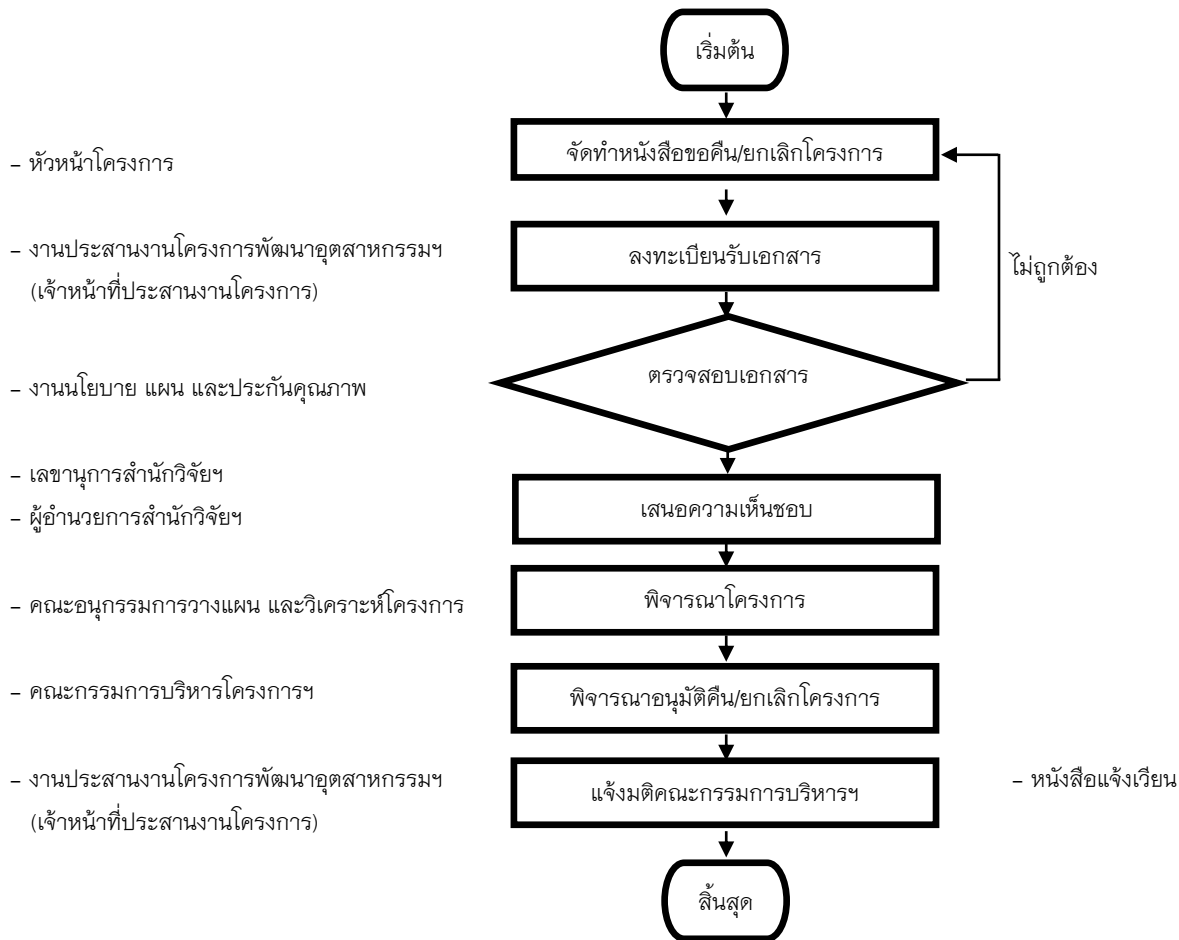 เริ่มต้น
– หัวหน้าโครงการ
จัดทำหนังสือขอคืน/ยกเลิกโครงการ
– งานประสานงานโครงการพัฒนาอุตสาหกรรมฯ
(เจ้าหน้าที่ประสานงานโครงการ)
ลงทะเบียนรับเอกสาร
ไม่ถูกต้อง
– งานนโยบาย แผน และประกันคุณภาพ
ตรวจสอบเอกสาร
– เลขานุการสำนักวิจัยฯ
– ผู้อำนวยการสำนักวิจัยฯ
เสนอความเห็นชอบ
– คณะอนุกรรมการวางแผน และวิเคราะห์โครงการ
พิจารณาโครงการ
– คณะกรรมการบริหารโครงการฯ
พิจารณาอนุมัติคืน/ยกเลิกโครงการ
– งานประสานงานโครงการพัฒนาอุตสาหกรรมฯ
(เจ้าหน้าที่ประสานงานโครงการ)
แจ้งมติคณะกรรมการบริหารฯ
– หนังสือแจ้งเวียน
สิ้นสุด